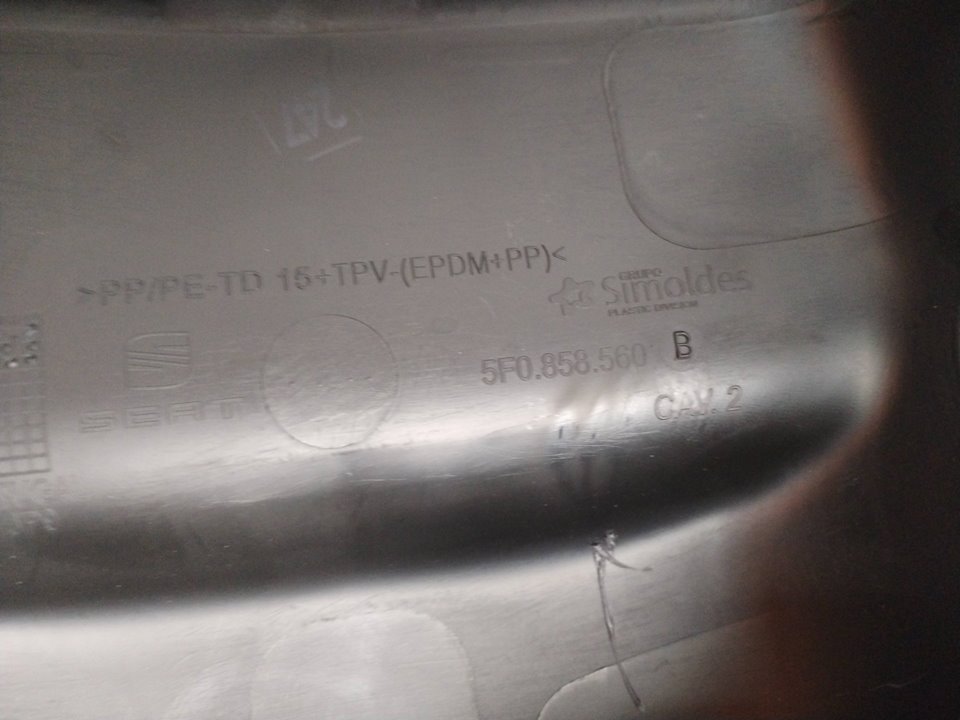 >PP/PE-TD 15+TPV-(EPDM+PP)<
GRUPO
Simoldes
PLASTIC DIVISION
SEAT
5F0.858.560 B
CAV. 2